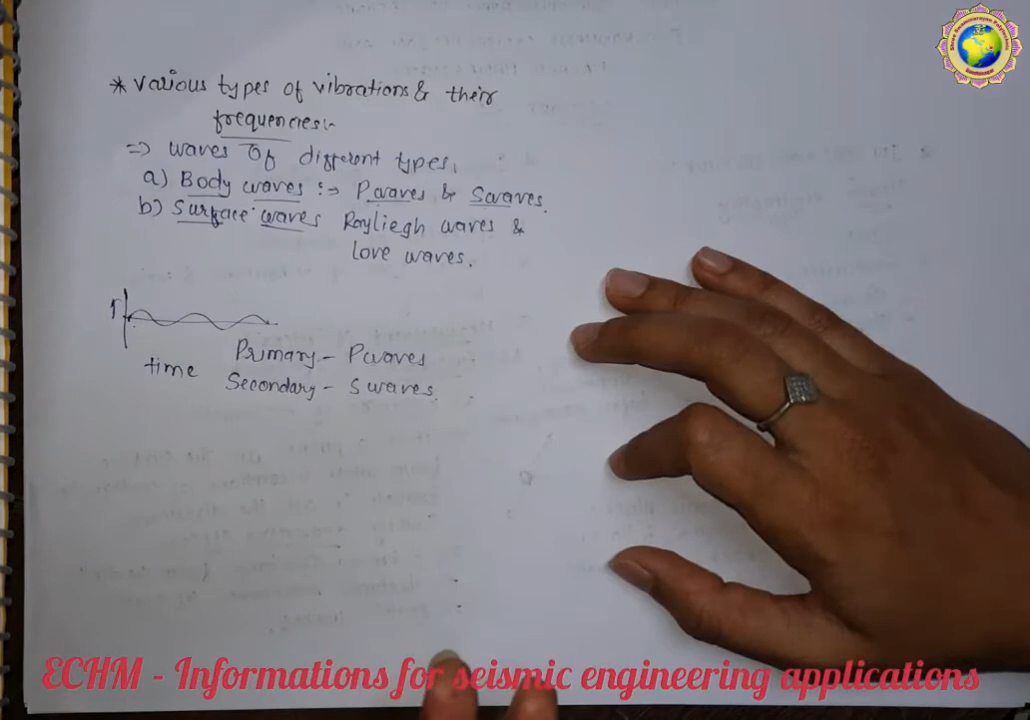 * Various types of vibrations & their
frequencies:-
=> waves of different types,
a) Body waves :-> P waves & S waves.
b) Surface waves Rayliegh waves &
Love waves.
time
Primary - P waves
Secondary - S waves.
ECHM - Informations for seismic engineering applications